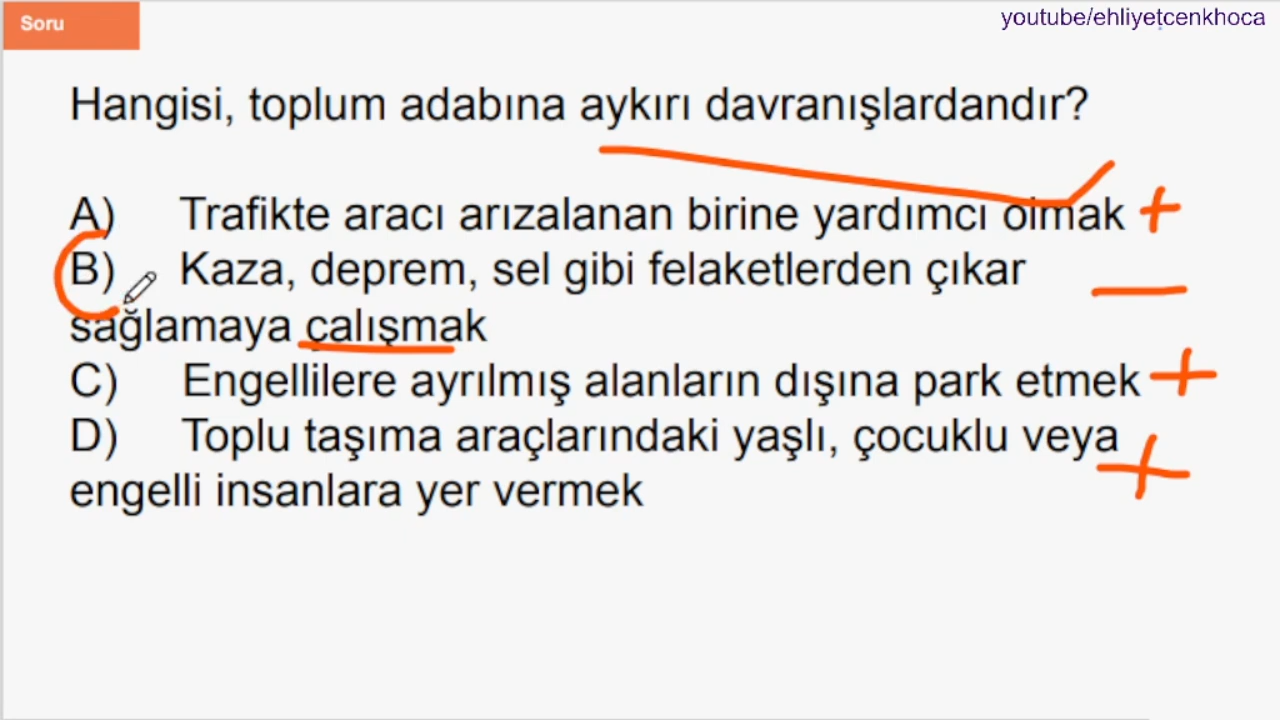 Soru
youtube/ehliyetcenkhoca
Hangisi, toplum adabına aykırı davranışlardandır?
A) Trafikte aracı arızalanan birine yardımcı olmak +
B) Kaza, deprem, sel gibi felaketlerden çıkar —
sağlamaya çalışmak
C) Engellilere ayrılmış alanların dışına park etmek +
D) Toplu taşıma araçlarındaki yaşlı, çocuklu veya +
engelli insanlara yer vermek